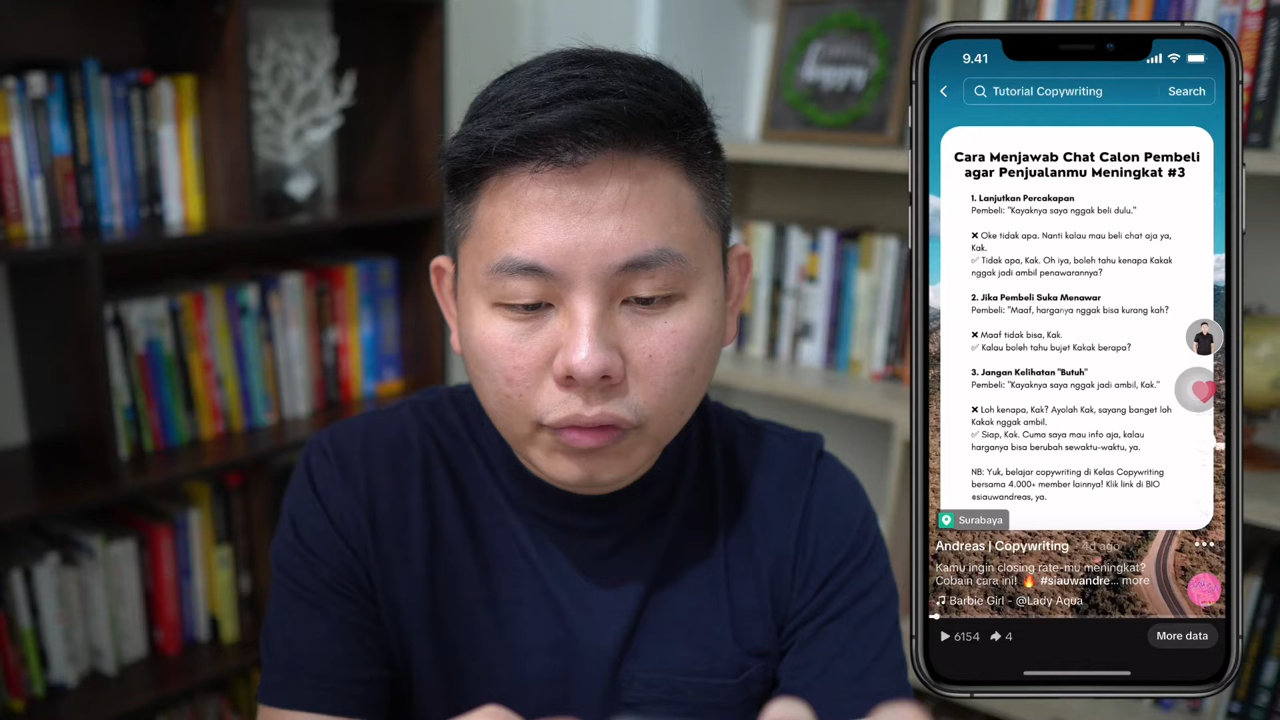 9.41
Tutorial Copywriting
Search
Cara Menjawab Chat Calon Pembeli
agar Penjualanmu Meningkat #3
1. Lanjutkan Percakapan
Pembeli: "Kayaknya saya nggak beli dulu."
❌ Oke tidak apa. Nanti kalau mau beli chat aja ya,
Kak.
✅ Tidak apa, Kak. Oh iya, boleh tahu kenapa Kakak
nggak jadi ambil penawarannya?
2. Jika Pembeli Suka Menawar
Pembeli: "Maaf, harganya nggak bisa kurang kah?
❌ Maaf tidak bisa, Kak.
✅ Kalau boleh tahu bujet Kakak berapa?
3. Jangan Kelihatan "Butuh"
Pembeli: "Kayaknya saya nggak jadi ambil, Kak."
❌ Loh kenapa, Kak? Ayolah Kak, sayang banget loh
Kakak nggak ambil.
✅ Siap, Kak. Cuma saya mau info aja, kalau
harganya bisa berubah sewaktu-waktu, ya.
NB: Yuk, belajar copywriting di Kelas Copywriting
bersama 4.000+ member lainnya! Klik link di BIO
@siauwandreas, ya.
Surabaya
Andreas | Copywriting · 4d ago
Kamu ingin closing rate-mu meningkat?
Cobain cara ini! 🔥 #siauwandre... more
Barbie Girl - @Lady Aqua
6154
4
More data